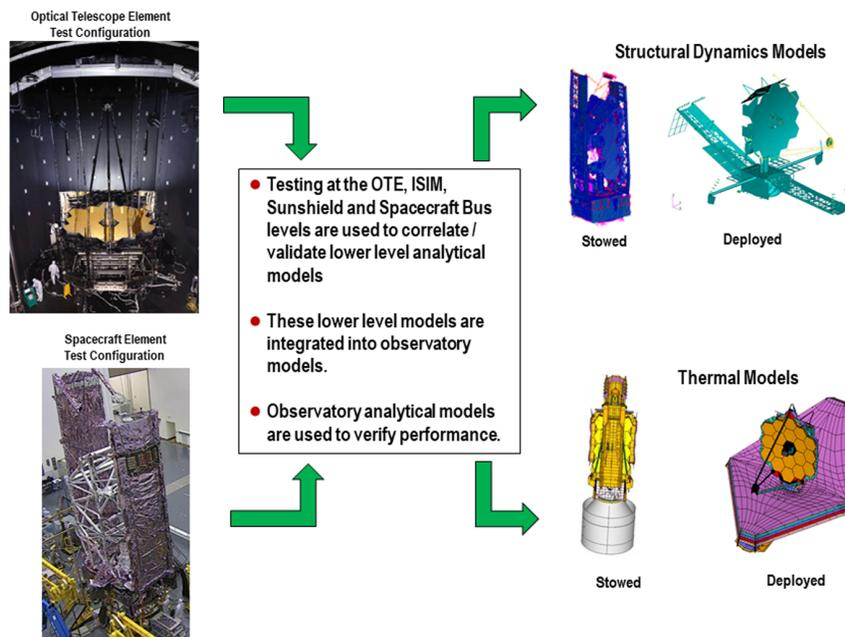 Optical Telescope Element
Test Configuration
Structural Dynamics Models
Stowed
Deployed
• Testing at the OTE, ISIM,
Sunshield and Spacecraft Bus
levels are used to correlate /
validate lower level analytical
models
• These lower level models are
integrated into observatory
models.
• Observatory analytical models
are used to verify performance.
Spacecraft Element
Test Configuration
Thermal Models
Stowed
Deployed